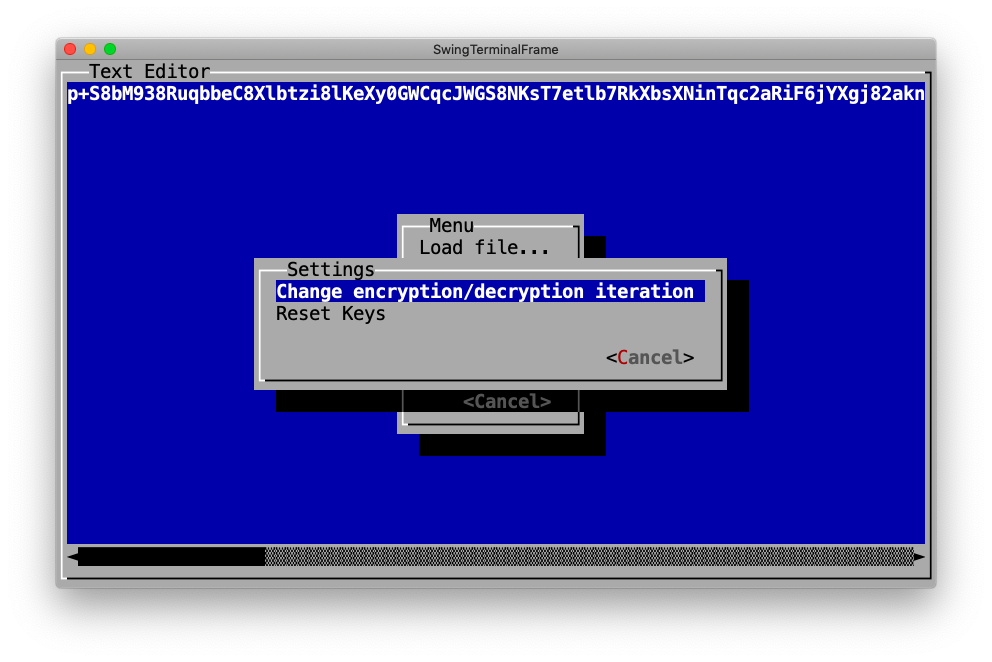 SwingTerminalFrame
Text Editor
p+S8bM938RuqbbeC8Xlbtzi8lKeXy0GWCqcJWGS8NKsT7etlb7RkXbsXNinTqc2aRiF6jYXgj82akn
Menu
Load file...
Settings
Change encryption/decryption iteration
Reset Keys
<Cancel>
<Cancel>